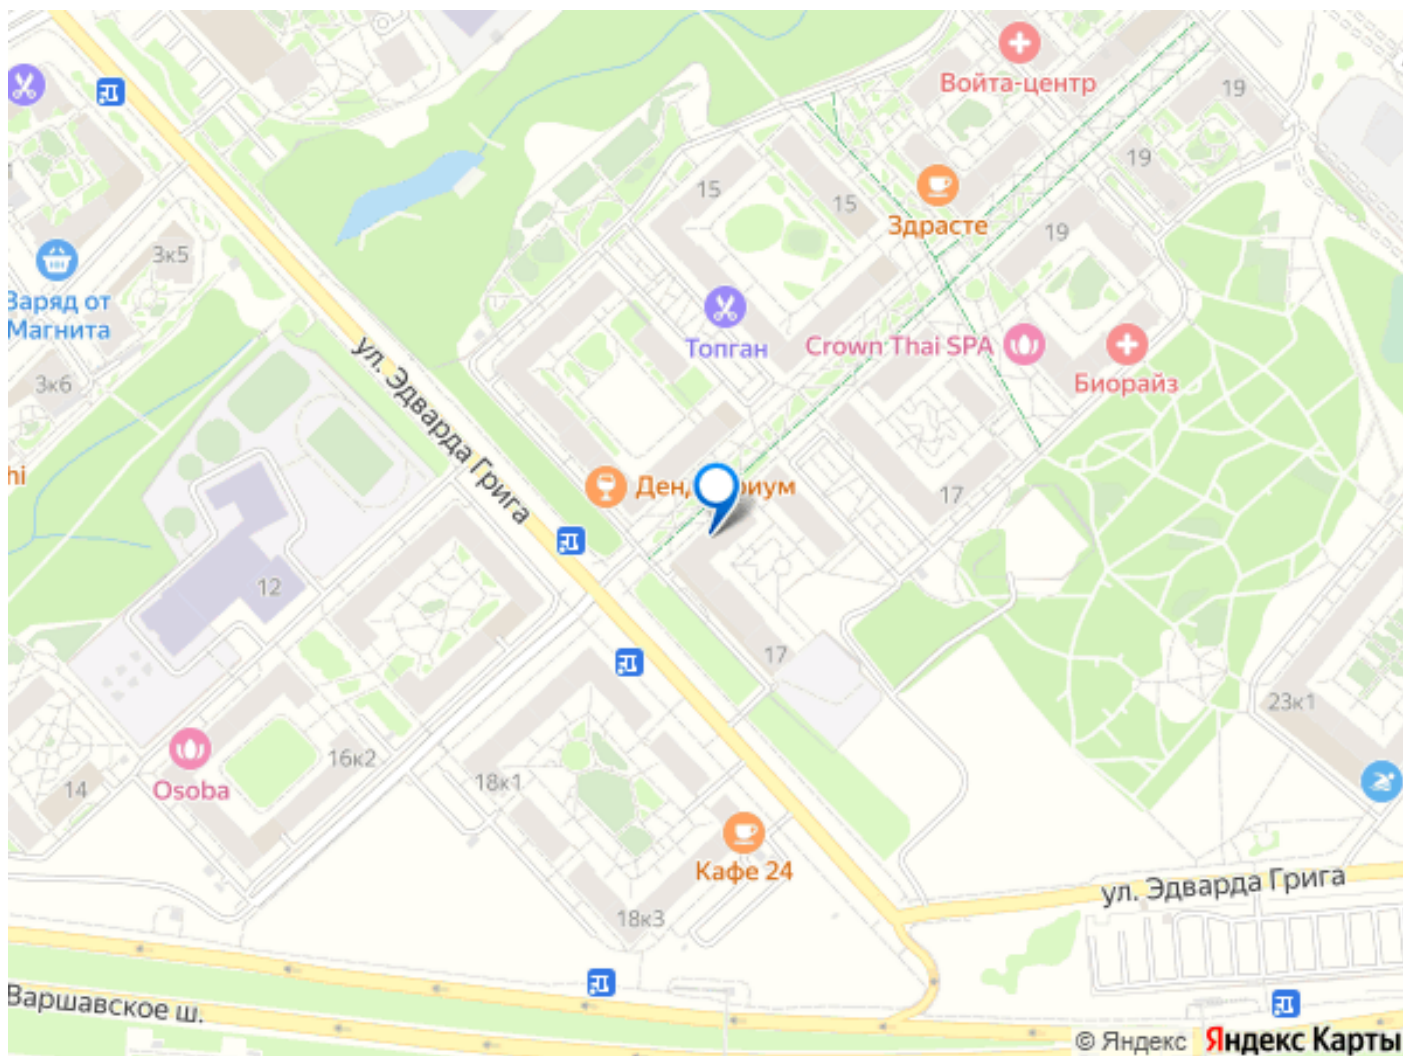 Войта-центр
19
19
15
15
Здрасте
19
3к5
Заряд от
Магнита
Топган
Crown Thai SPA
Биорайз
3к6
ул. Эдварда Грига
hi
17
12
17
23к1
Osoba
16к2
14
18к1
Кафе 24
18к3
ул. Эдварда Грига
Варшавское ш.
© Яндекс Яндекс Карты